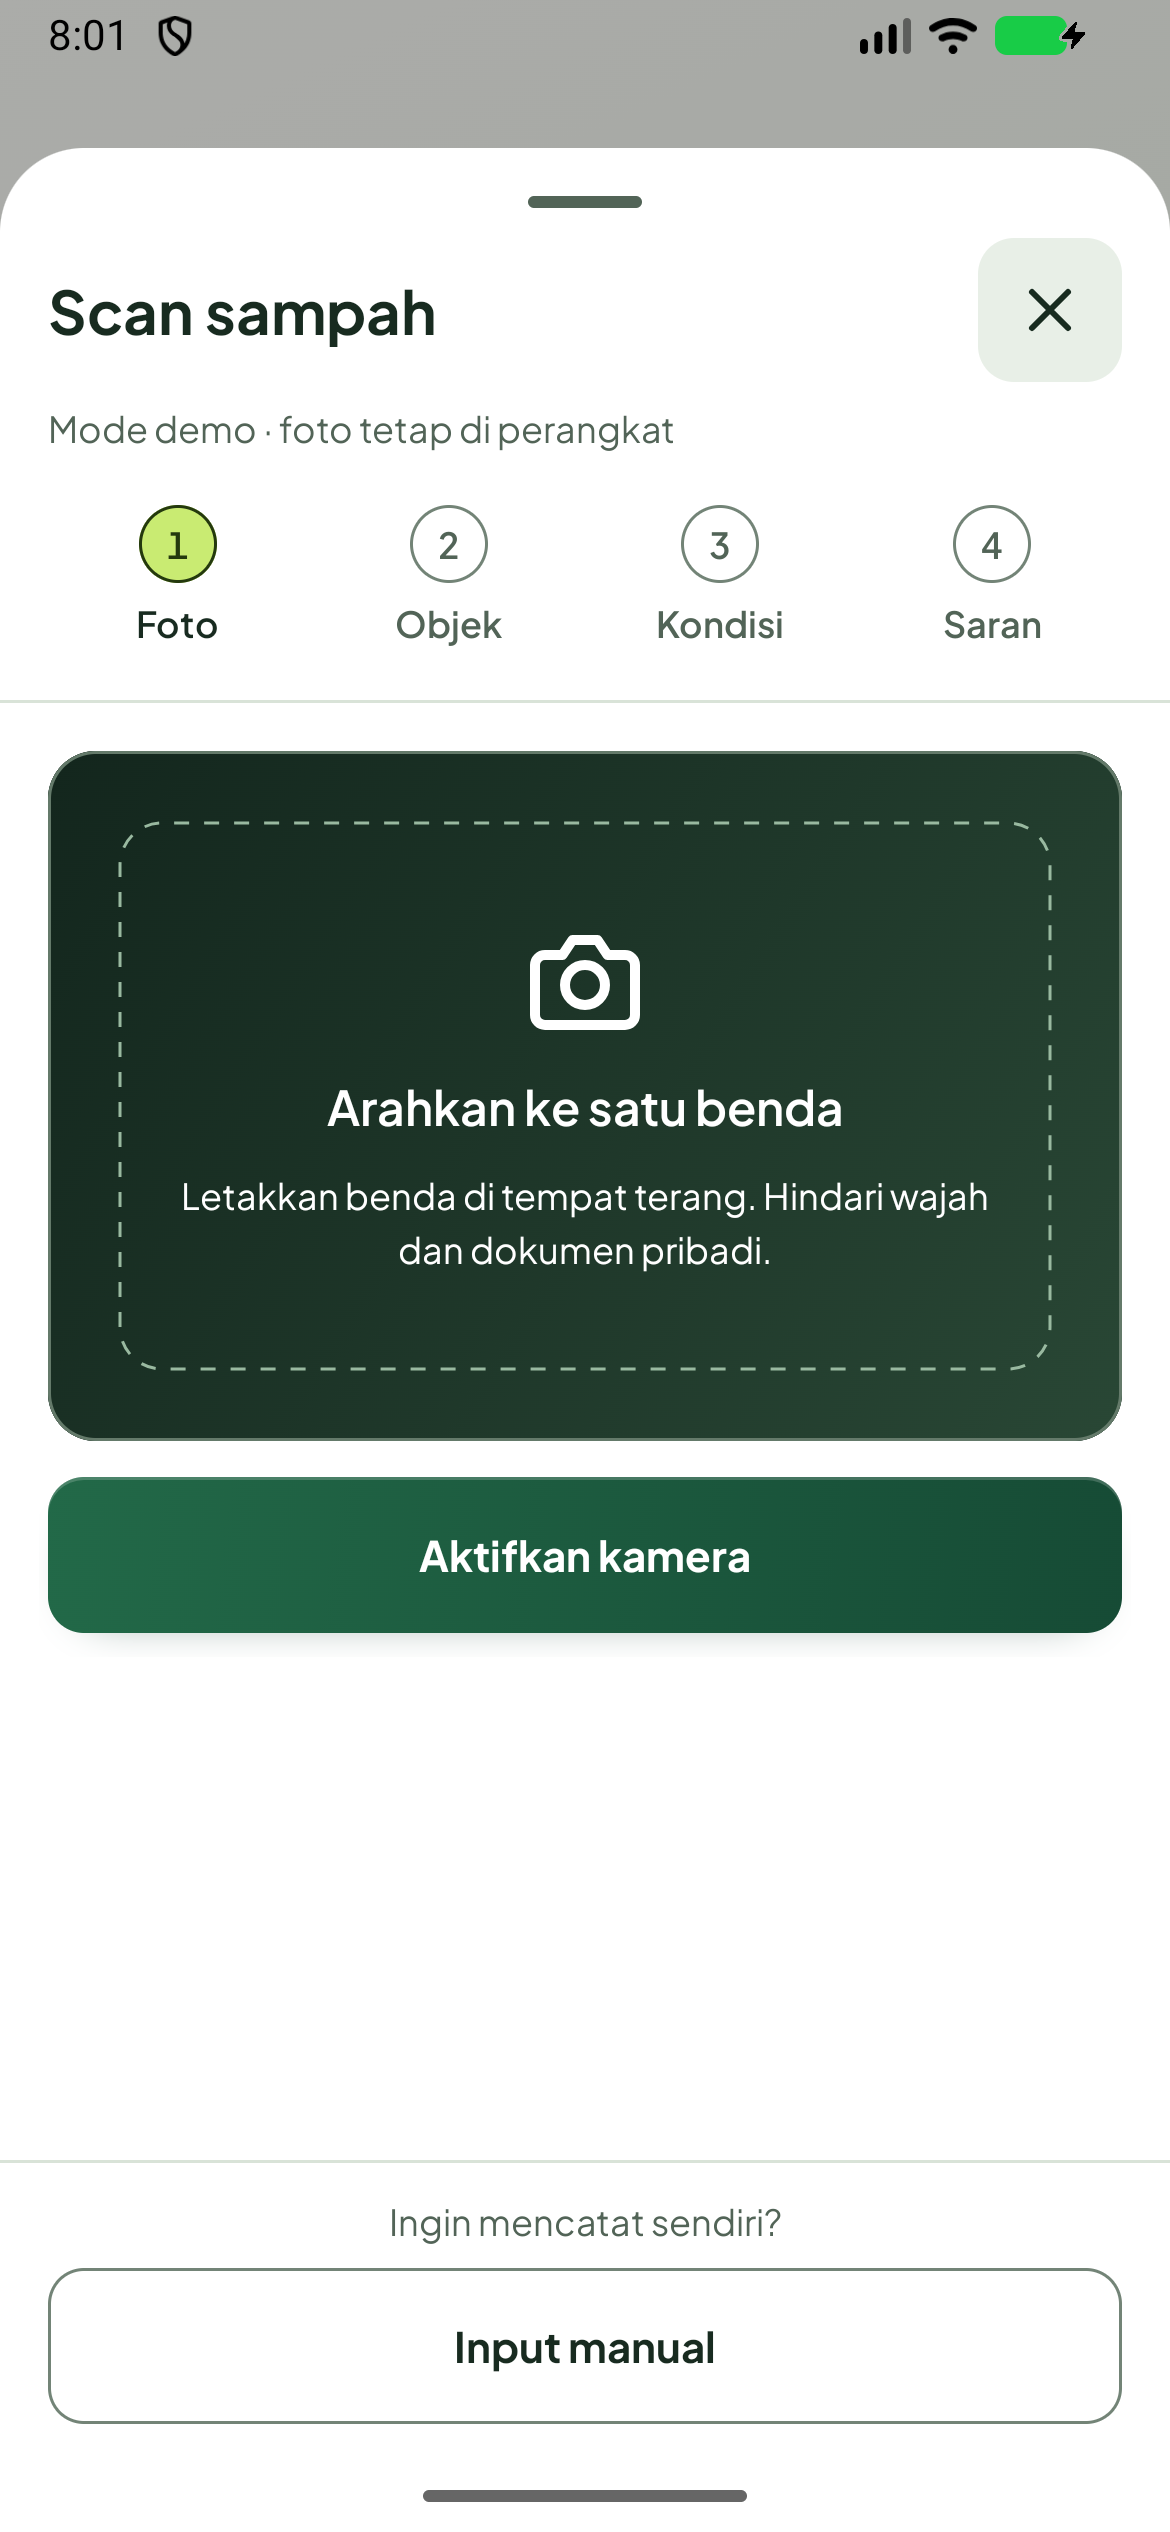 8:01
Scan sampah
Mode demo · foto tetap di perangkat
1
2
3
4
Foto
Objek
Kondisi
Saran
Arahkan ke satu benda
Letakkan benda di tempat terang. Hindari wajah
dan dokumen pribadi.
Aktifkan kamera
Ingin mencatat sendiri?
Input manual